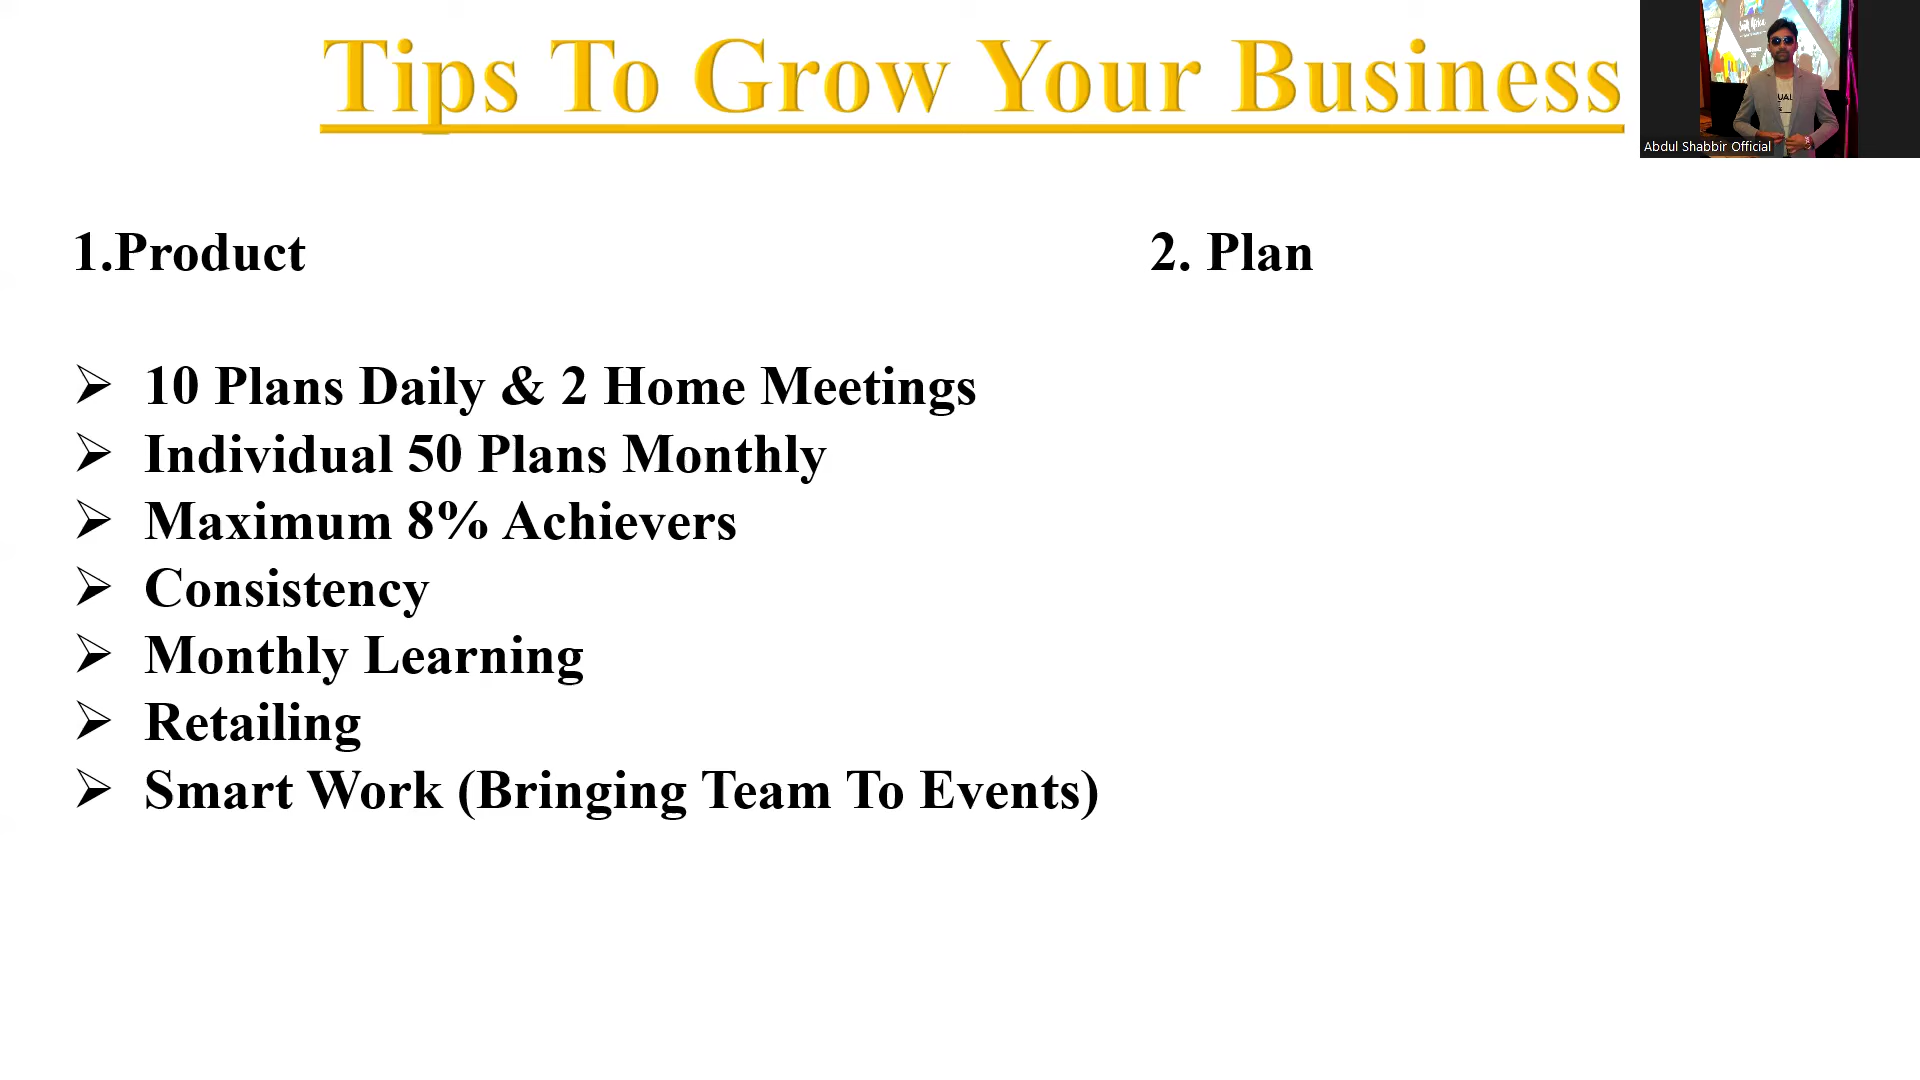 Tips To Grow Your Business
Abdul Shabbir Official
1.Product 2. Plan
➢ 10 Plans Daily & 2 Home Meetings
➢ Individual 50 Plans Monthly
➢ Maximum 8% Achievers
➢ Consistency
➢ Monthly Learning
➢ Retailing
➢ Smart Work (Bringing Team To Events)